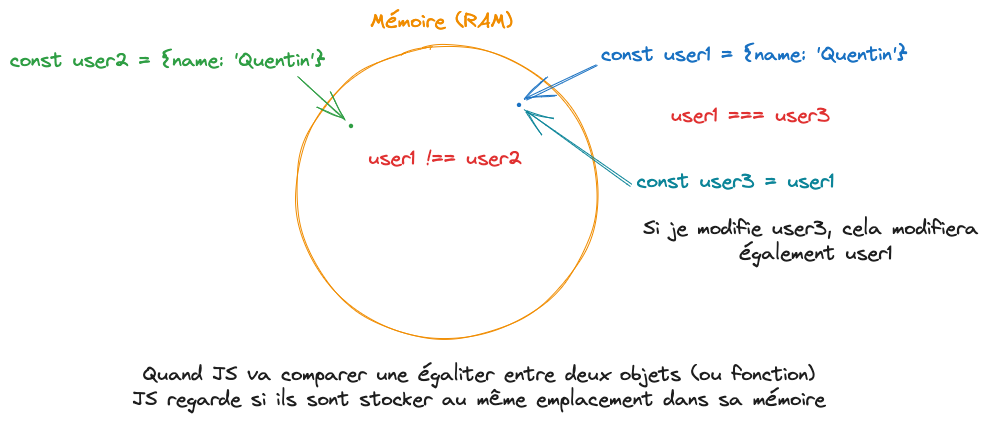 Mémoire (RAM)
const user2 = {name: 'Quentin'}
const user1 = {name: 'Quentin'}
user1 === user3
user1 !== user2
const user3 = user1
Si je modifie user3, cela modifiera
également user1
Quand JS va comparer une égaliter entre deux objets (ou fonction)
JS regarde si ils sont stocker au même emplacement dans sa mémoire